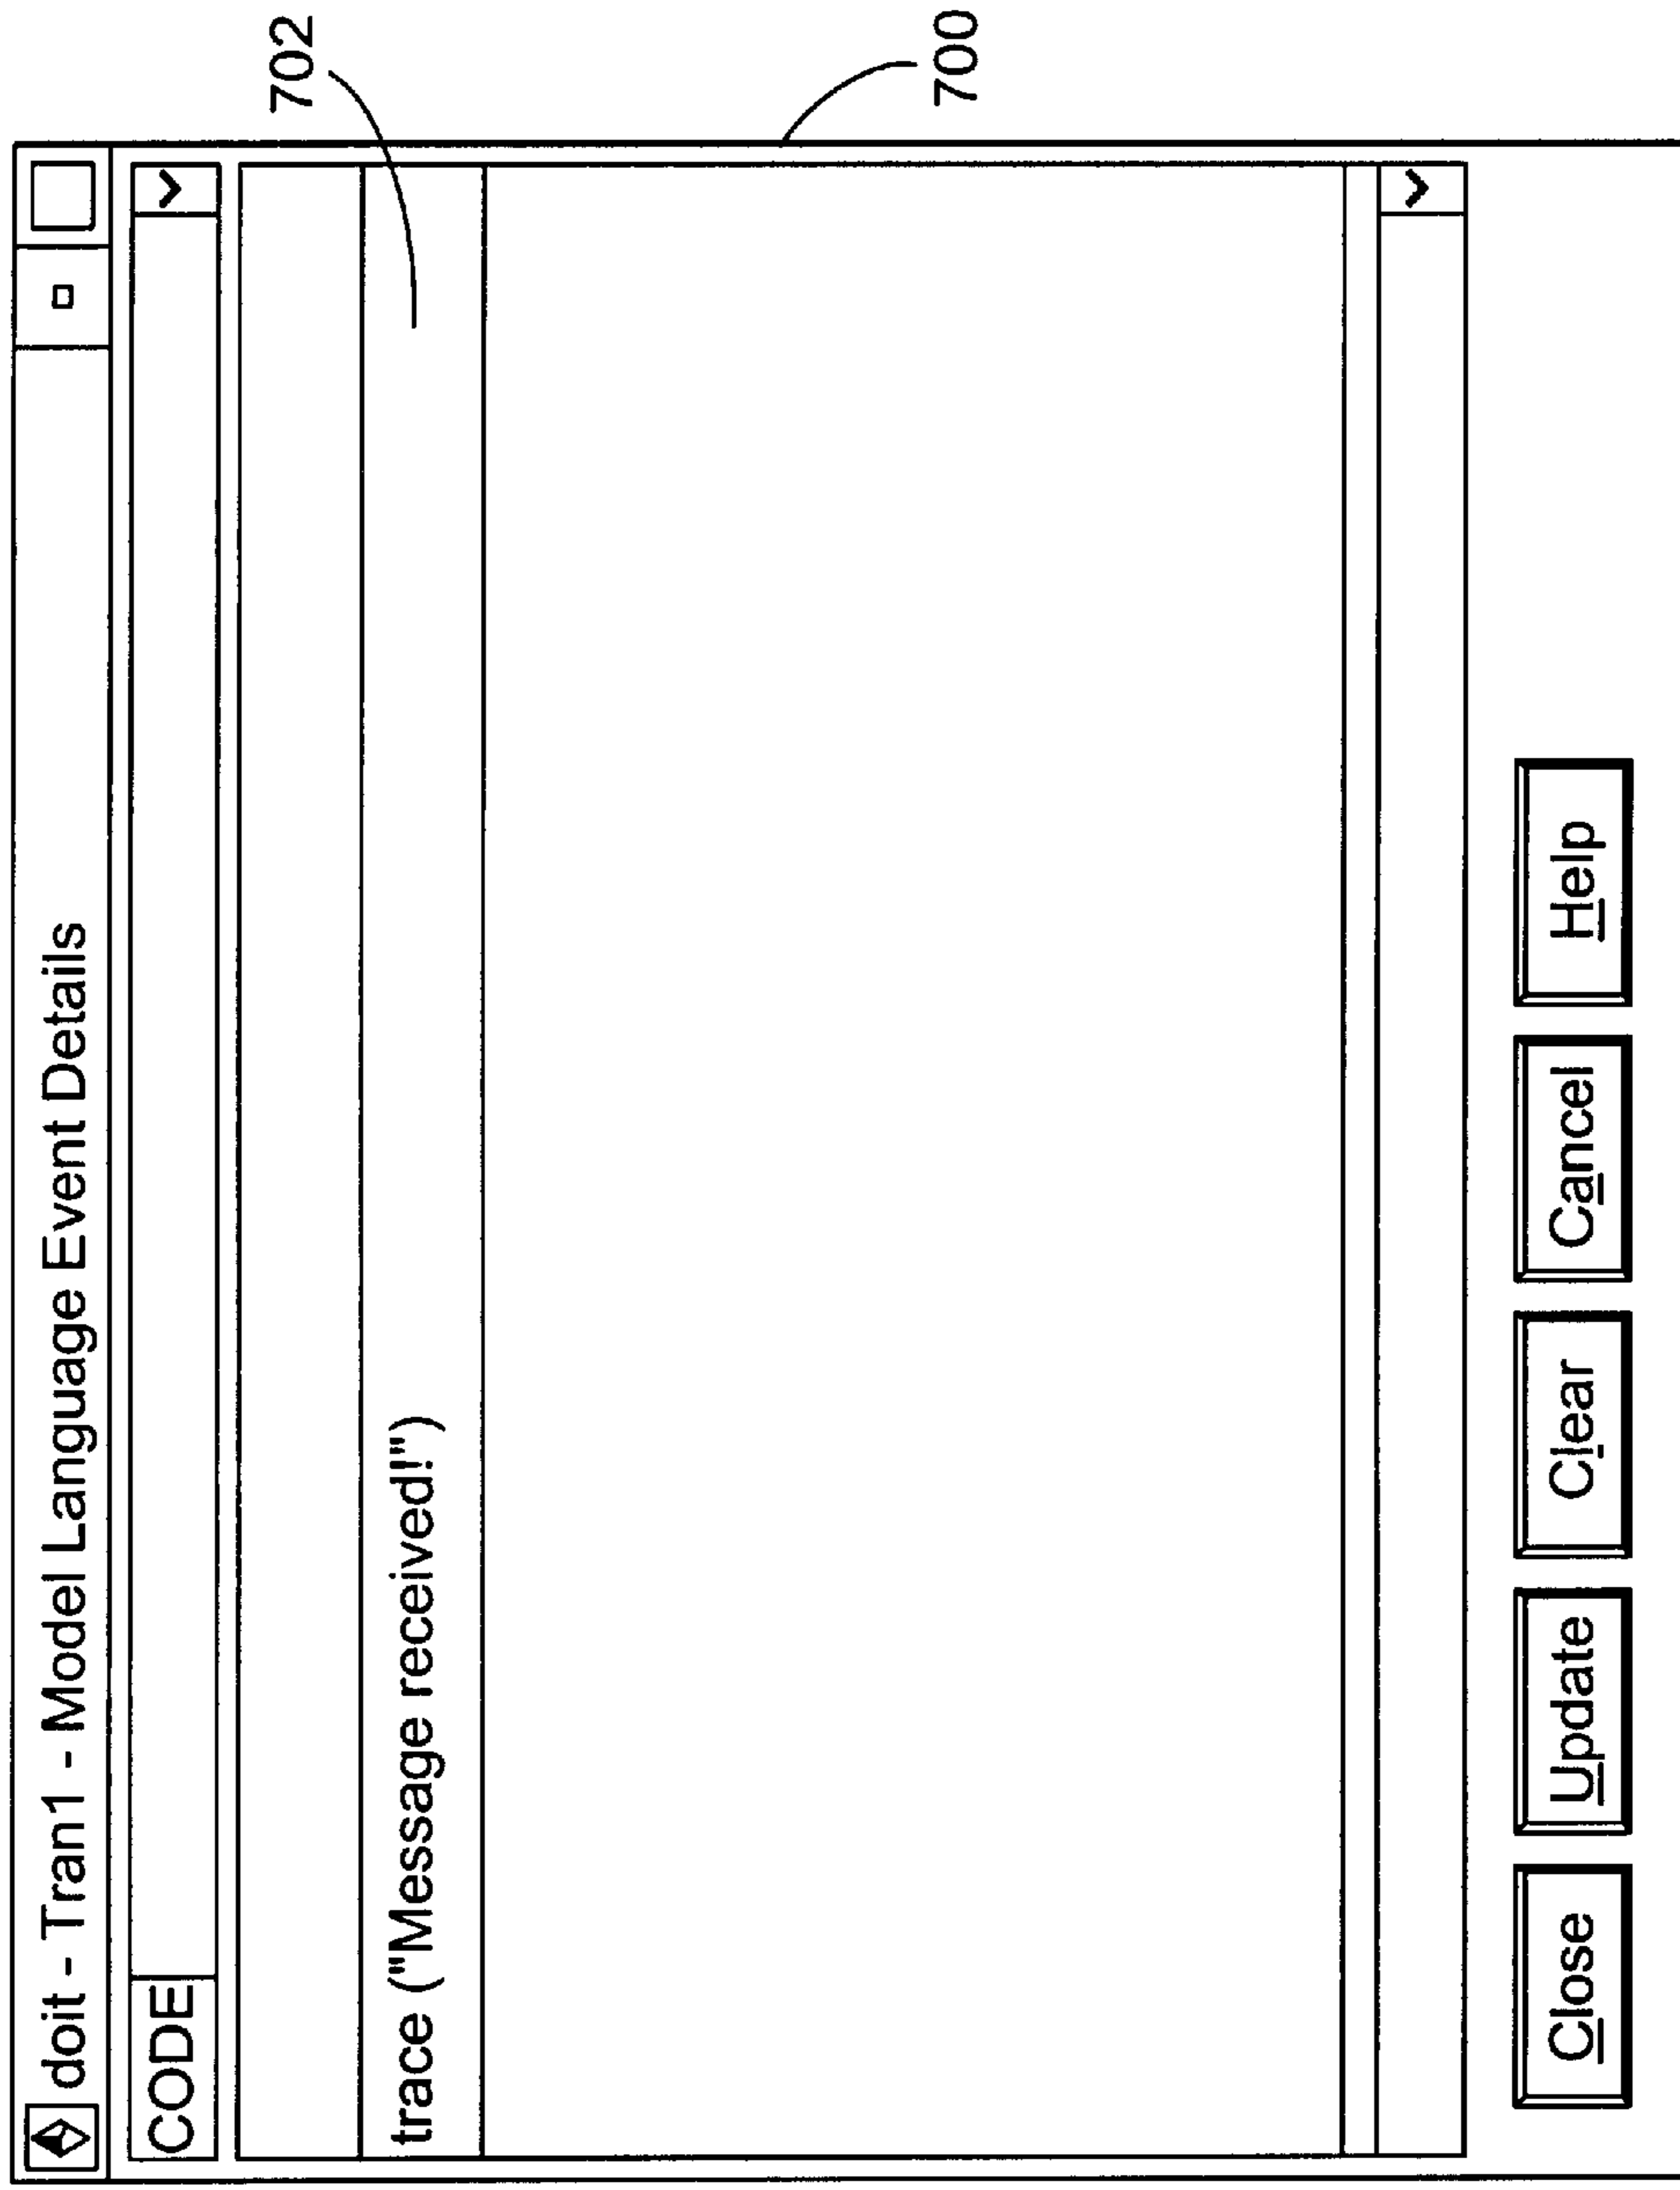 doit - Tran1 - Model Language Event Details
CODE
702
trace ("Message received!")
700
Close
Update
Clear
Cancel
Help